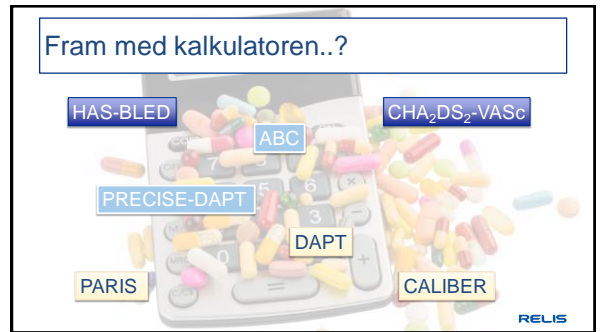 Fram med kalkulatoren..?
HAS-BLED
CHA₂DS₂-VASc
ABC
PRECISE-DAPT
DAPT
PARIS
CALIBER
RELIS